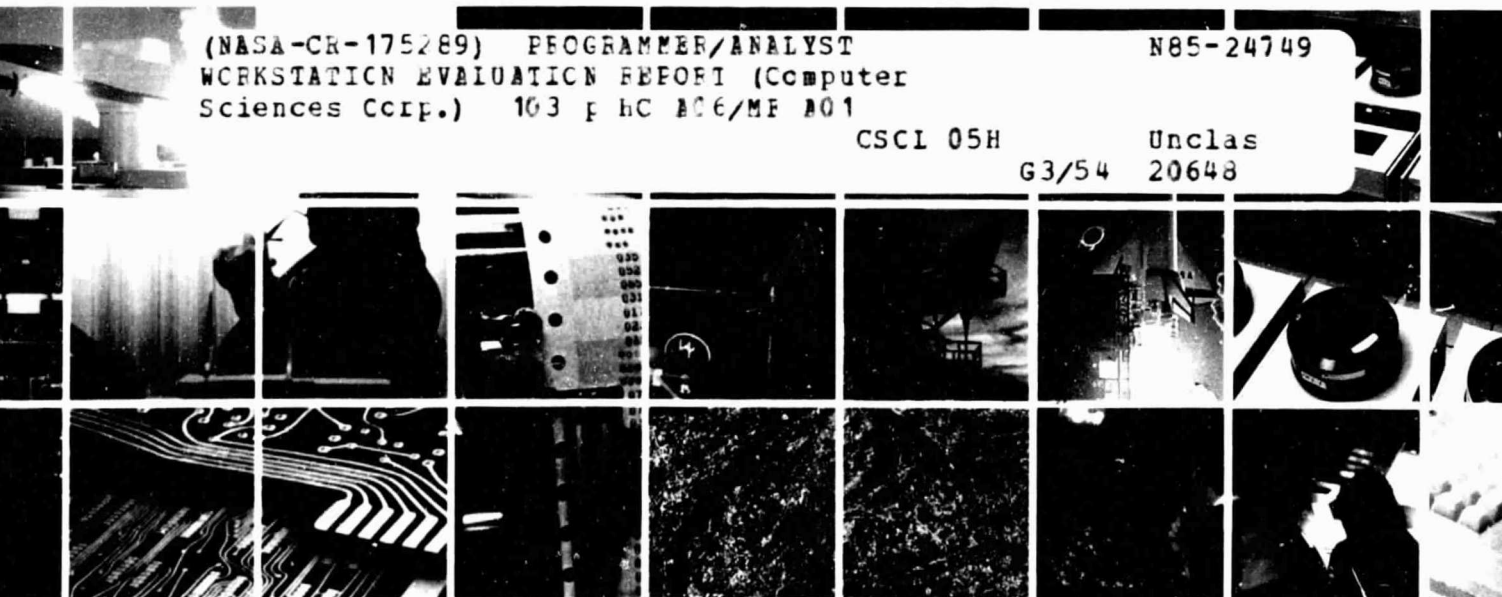 (NASA-CR-175289) PROGRAMMER/ANALYST N85-24749
WORKSTATION EVALUATION REPORT (Computer
Sciences Corp.) 103 p HC A06/MF A01
CSCL 05H Unclas
G3/54 20648